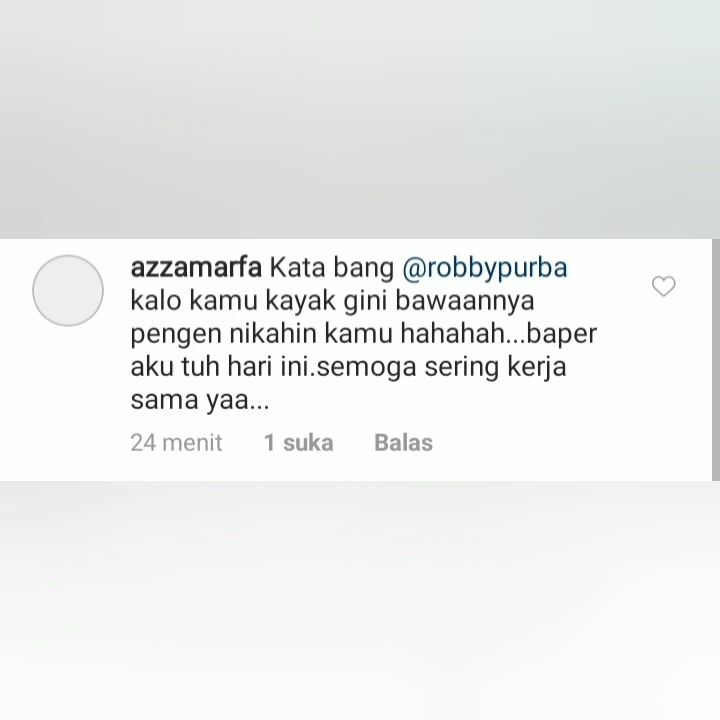 azzamarfa Kata bang @robbypurba
kalo kamu kayak gini bawaannya
pengen nikahin kamu hahahah...baper
aku tuh hari ini.semoga sering kerja
sama yaa...
24 menit 1 suka Balas